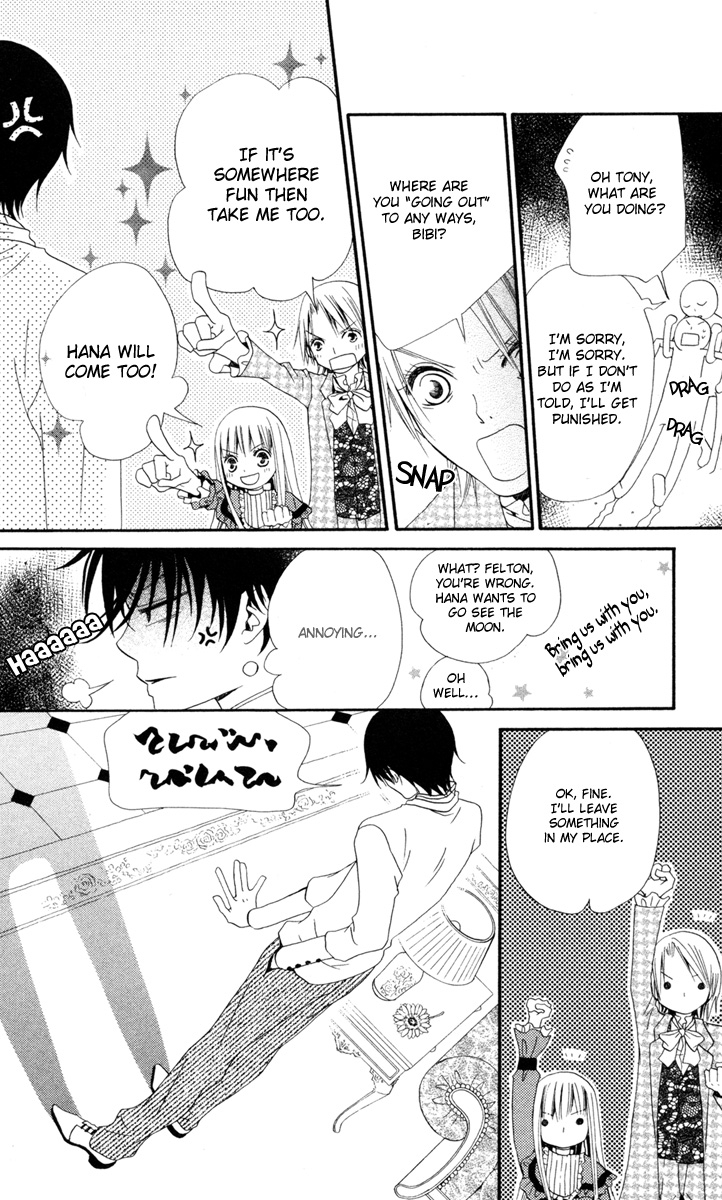 OH TONY,
WHAT ARE
YOU DOING?
I'M SORRY,
I'M SORRY.
BUT IF I DON'T
DO AS I'M
TOLD, I'LL GET
PUNISHED.
DRAG
DRAG
WHERE ARE
YOU "GOING OUT"
TO ANY WAYS,
BIBI?
SNAP
IF IT'S
SOMEWHERE
FUN THEN
TAKE ME TOO.
HANA WILL
COME TOO!
Bring us with you,
bring us with you.
WHAT? FELTON,
YOU'RE WRONG.
HANA WANTS TO
GO SEE THE
MOON.
OH
WELL...
ANNOYING...
Haaaaaa
OK, FINE.
I'LL LEAVE
SOMETHING
IN MY PLACE.